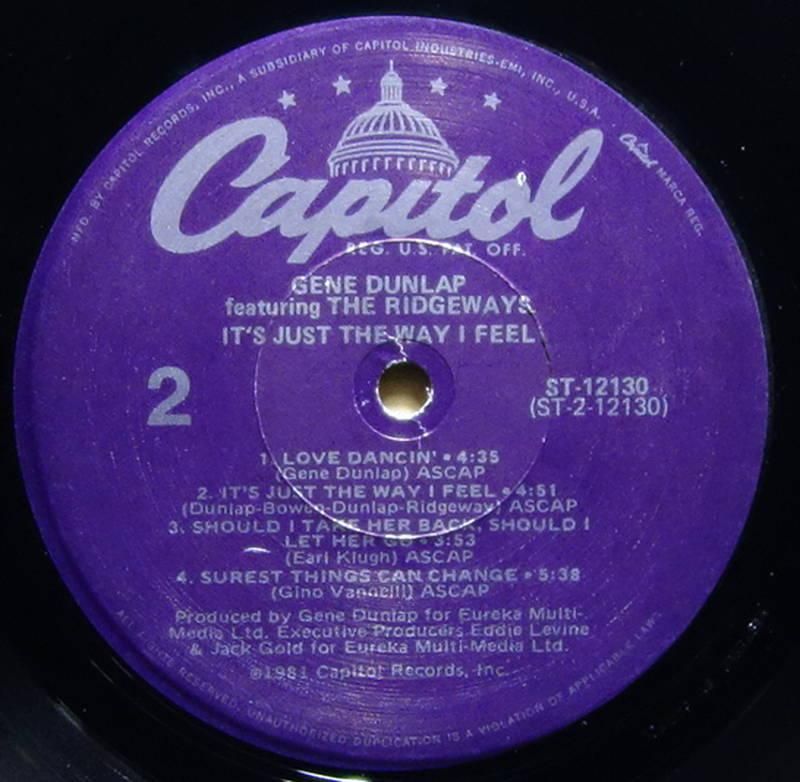 MFD. BY CAPITOL RECORDS, INC., A SUBSIDIARY OF CAPITOL INDUSTRIES-EMI, INC., U.S.A.
Capitol MARCA REG.
Capitol
REG. U.S. PAT. OFF.
GENE DUNLAP
featuring THE RIDGEWAYS
IT'S JUST THE WAY I FEEL
2
ST-12130
(ST-2-12130)
1. LOVE DANCIN' • 4:35
(Gene Dunlap) ASCAP
2. IT'S JUST THE WAY I FEEL • 4:51
(Dunlap-Bowen-Dunlap-Ridgeway) ASCAP
3. SHOULD I TAKE HER BACK, SHOULD I
LET HER GO • 3:53
(Earl Klugh) ASCAP
4. SUREST THINGS CAN CHANGE • 5:38
(Gino Vannelli) ASCAP
Produced by Gene Dunlap for Eureka Multi-
Media Ltd. Executive Producers Eddie Levine
& Jack Gold for Eureka Multi-Media Ltd.
©1981 Capitol Records, Inc.
ALL RIGHTS RESERVED. UNAUTHORIZED DUPLICATION IS A VIOLATION OF APPLICABLE LAWS